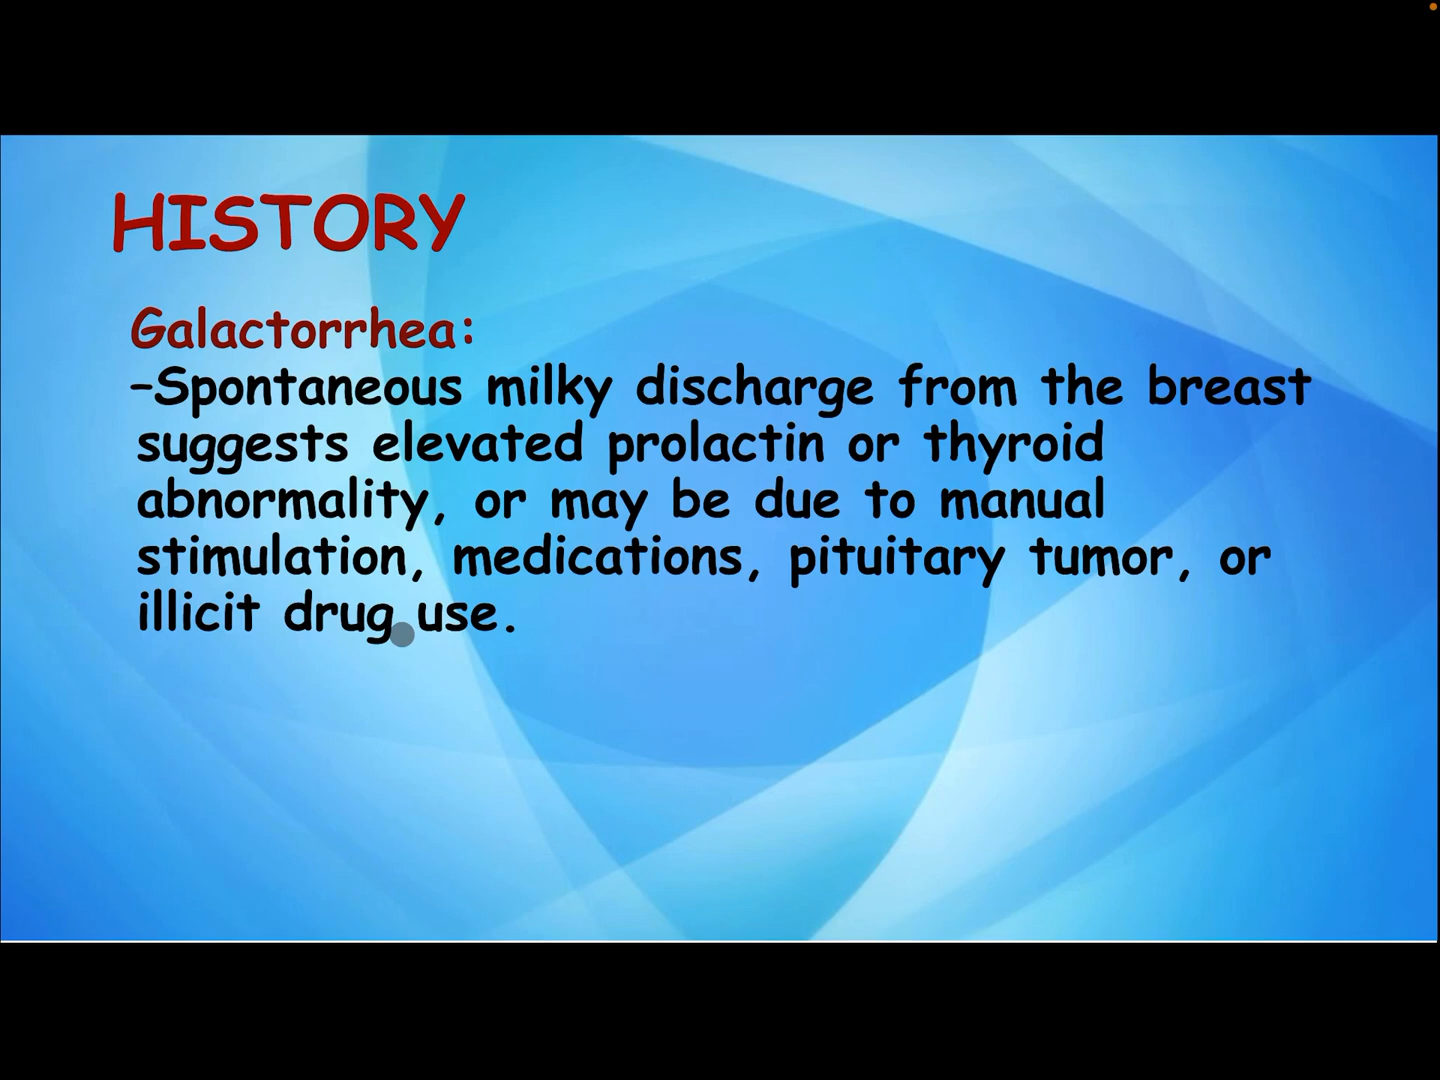 HISTORY
Galactorrhea:
–Spontaneous milky discharge from the breast
suggests elevated prolactin or thyroid
abnormality, or may be due to manual
stimulation, medications, pituitary tumor, or
illicit drug use.